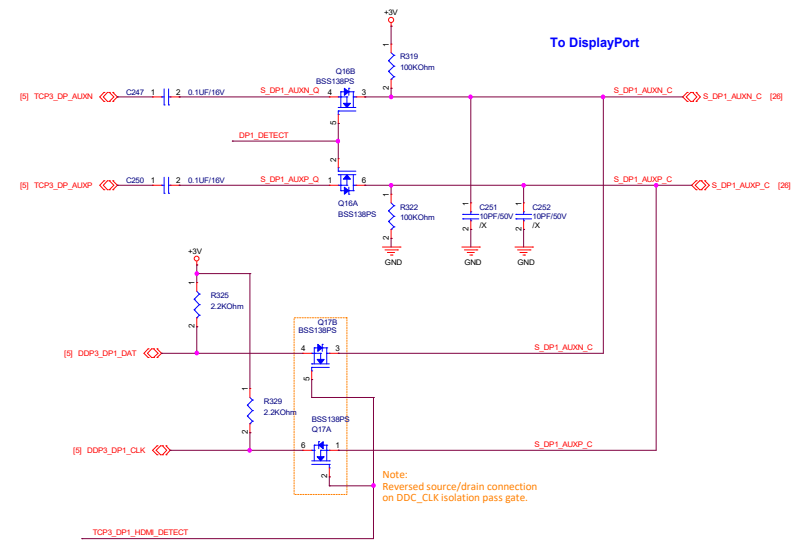 +3V
To DisplayPort
1
R319
100KOhm
2
Q16B
BSS138PS
[5] TCP3_DP_AUXN
C247 1 2 0.1UF/16V
S_DP1_AUXN_Q 4 3
S_DP1_AUXN_C
S_DP1_AUXN_C [26]
5
DP1_DETECT
2
[5] TCP3_DP_AUXP
C250 1 2 0.1UF/16V
S_DP1_AUXP_Q 1 6
S_DP1_AUXP_C
S_DP1_AUXP_C [26]
Q16A
BSS138PS
1
R322
100KOhm
2
1
C251
10PF/50V
/X
2
1
C252
10PF/50V
/X
2
GND
GND
GND
+3V
1
R325
2.2KOhm
2
Q17B
BSS138PS
[5] DDP3_DP1_DAT
4 3
S_DP1_AUXN_C
5
1
R329
2.2KOhm
2
BSS138PS
Q17A
[5] DDP3_DP1_CLK
6 1
S_DP1_AUXP_C
2
Note:
Reversed source/drain connection
on DDC_CLK isolation pass gate.
TCP3_DP1_HDMI_DETECT